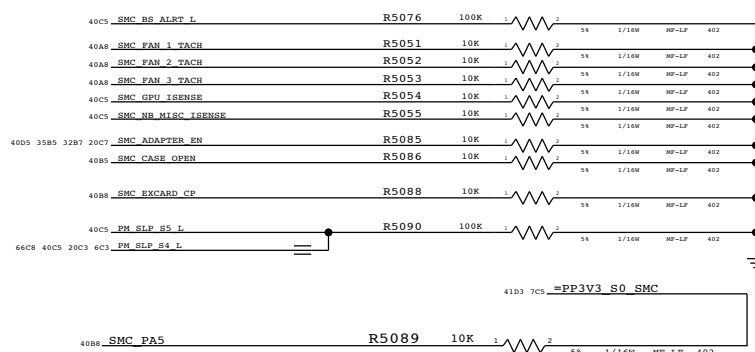 40C5 SMC_BS_ALRT_L R5076 100K 1 2 5% 1/16W MF-LF 402
40A8 SMC_FAN_1_TACH R5051 10K 1 2 5% 1/16W MF-LF 402
40A8 SMC_FAN_2_TACH R5052 10K 1 2 5% 1/16W MF-LF 402
40A8 SMC_FAN_3_TACH R5053 10K 1 2 5% 1/16W MF-LF 402
40C5 SMC_GPU_ISENSE R5054 10K 1 2 5% 1/16W MF-LF 402
40C5 SMC_NB_MISC_ISENSE R5055 10K 1 2 5% 1/16W MF-LF 402
40D5 35B5 32B7 20C7 SMC_ADAPTER_EN R5085 10K 1 2 5% 1/16W MF-LF 402
40B5 SMC_CASE_OPEN R5086 10K 1 2 5% 1/16W MF-LF 402
40B8 SMC_EXCARD_CP R5088 10K 1 2 5% 1/16W MF-LF 402
40C5 PM_SLP_S5_L R5090 100K 1 2 5% 1/16W MF-LF 402
66C8 40C5 20C3 6C3 PM_SLP_S4_L
41D3 7C5 =PP3V3_S0_SMC
40B8 SMC_PA5 R5089 10K 1 2 5% 1/16W MF-LF 402